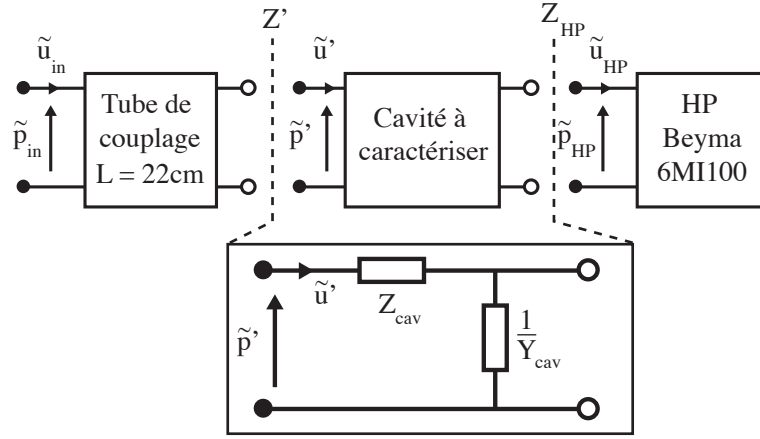 Z’
Z_HP
ũ_in
ũ’
ũ_HP
Tube de
couplage
L = 22cm
Cavité à
caractériser
HP
Beyma
6MI100
p̃_in
p̃’
p̃_HP
ũ’
Z_cav
p̃’
1
Y_cav